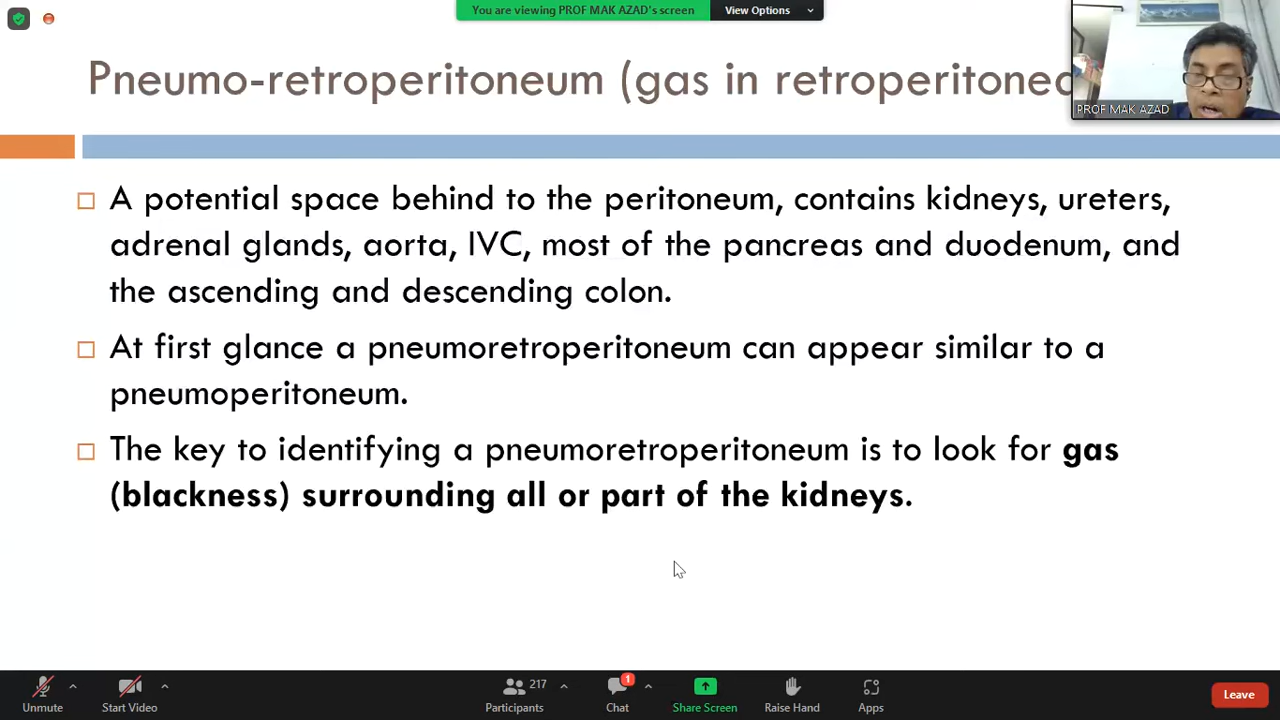 You are viewing PROF MAK AZAD's screen
View Options
Pneumo-retroperitoneum (gas in retroperitonea
PROF MAK AZAD
A potential space behind to the peritoneum, contains kidneys, ureters,
adrenal glands, aorta, IVC, most of the pancreas and duodenum, and
the ascending and descending colon.
At first glance a pneumoretroperitoneum can appear similar to a
pneumoperitoneum.
The key to identifying a pneumoretroperitoneum is to look for gas
(blackness) surrounding all or part of the kidneys.
Unmute
Start Video
217
Participants
1
Chat
Share Screen
Raise Hand
Apps
Leave